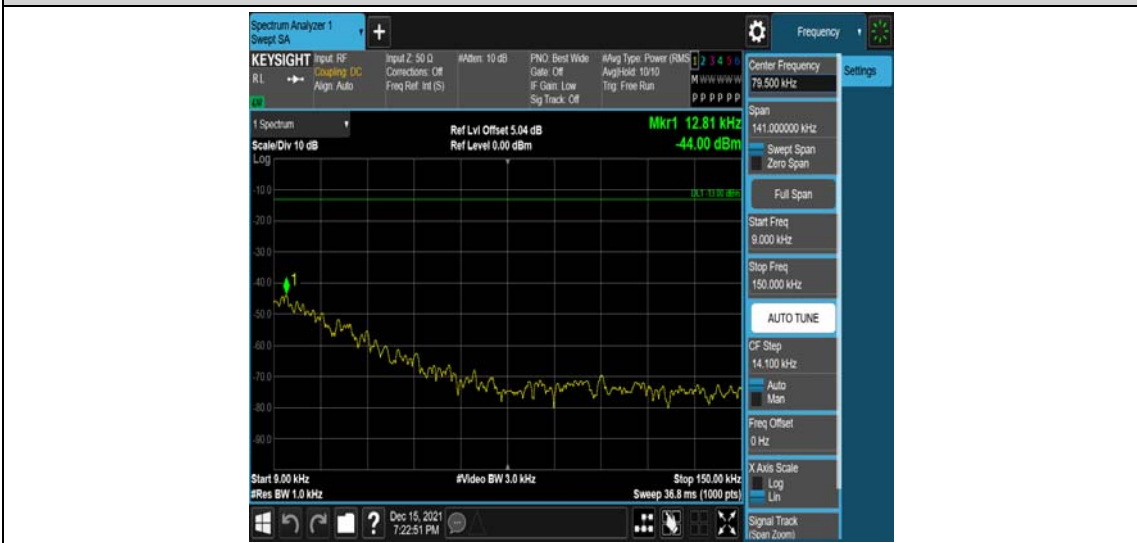 Spectrum Analyzer 1
Swept SA
+
Frequency
KEYSIGHT
RL
Input: RF
Coupling: DC
Align: Auto
Input Z: 50 Ω
Corrections: Off
Freq Ref: Int (S)
#Atten: 10 dB
PNO: Best Wide
Gate: Off
IF Gain: Low
Sig Track: Off
#Avg Type: Power (RMS
Avg|Hold: 10/10
Trig: Free Run
1 2 3 4 5 6
M W W W W W
P P P P P P
1 Spectrum
Scale/Div 10 dB
Log
Ref Lvl Offset 5.04 dB
Ref Level 0.00 dBm
Mkr1 12.81 kHz
-44.00 dBm
-10.0
-20.0
-30.0
-40.0
-50.0
-60.0
-70.0
-80.0
-90.0
1
Start 9.00 kHz
#Res BW 1.0 kHz
#Video BW 3.0 kHz
Stop 150.00 kHz
Sweep 36.8 ms (1000 pts)
Center Frequency
79.500 kHz
Settings
Span
141.000000 kHz
Swept Span
Zero Span
Full Span
Start Freq
9.000 kHz
Stop Freq
150.000 kHz
AUTO TUNE
CF Step
14.100 kHz
Auto
Man
Freq Offset
0 Hz
X Axis Scale
Log
Lin
Signal Track
(Span Zoom)
?
Dec 15, 2021
7:22:51 PM